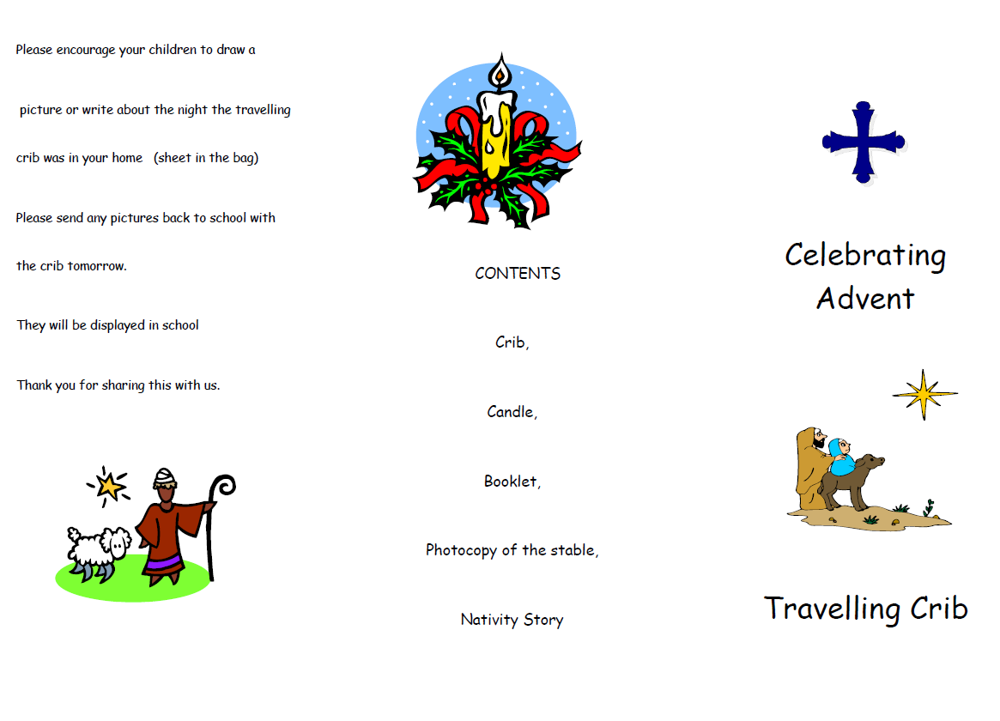 Please encourage your children to draw a
picture or write about the night the travelling
crib was in your home (sheet in the bag)
Please send any pictures back to school with
the crib tomorrow.
They will be displayed in school
Thank you for sharing this with us.
CONTENTS
Crib,
Candle,
Booklet,
Photocopy of the stable,
Nativity Story
Celebrating
Advent
Travelling Crib